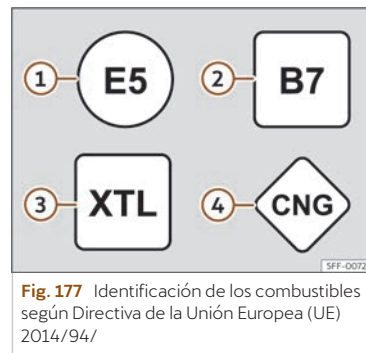 1 E5 2 B7
3 XTL 4 CNG
5FF-0072
Fig. 177 Identificación de los combustibles
según Directiva de la Unión Europea (UE)
2014/94/